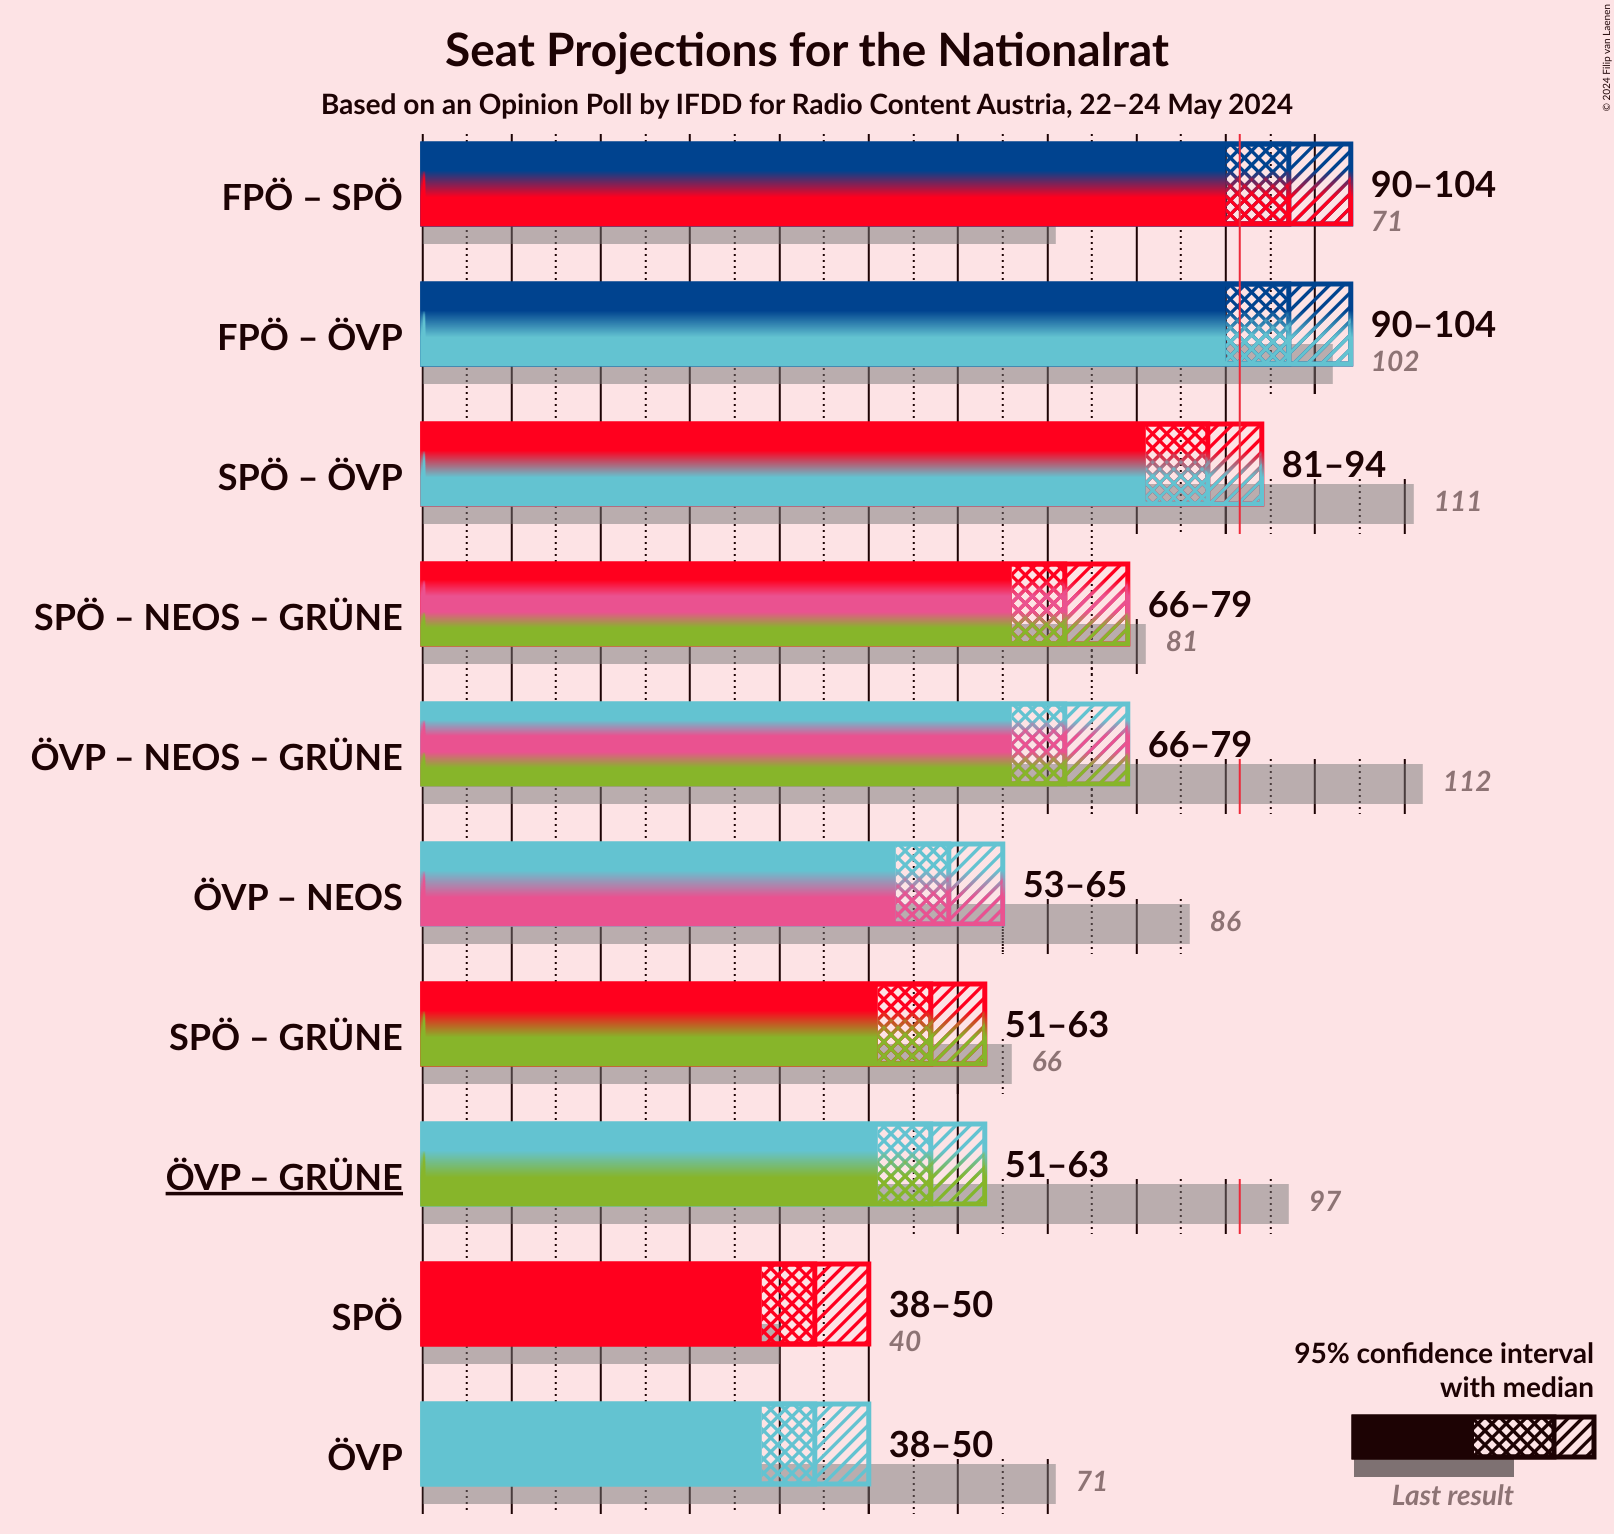 Seat Projections for the Nationalrat
Based on an Opinion Poll by IFDD for Radio Content Austria, 22–24 May 2024
© 2024 Filip van Laenen
FPÖ – SPÖ
90–104
71
FPÖ – ÖVP
90–104
102
SPÖ – ÖVP
81–94
111
SPÖ – NEOS – GRÜNE
66–79
81
ÖVP – NEOS – GRÜNE
66–79
112
ÖVP – NEOS
53–65
86
SPÖ – GRÜNE
51–63
66
ÖVP – GRÜNE
51–63
97
SPÖ
38–50
40
ÖVP
38–50
71
95% confidence interval
with median
Last result